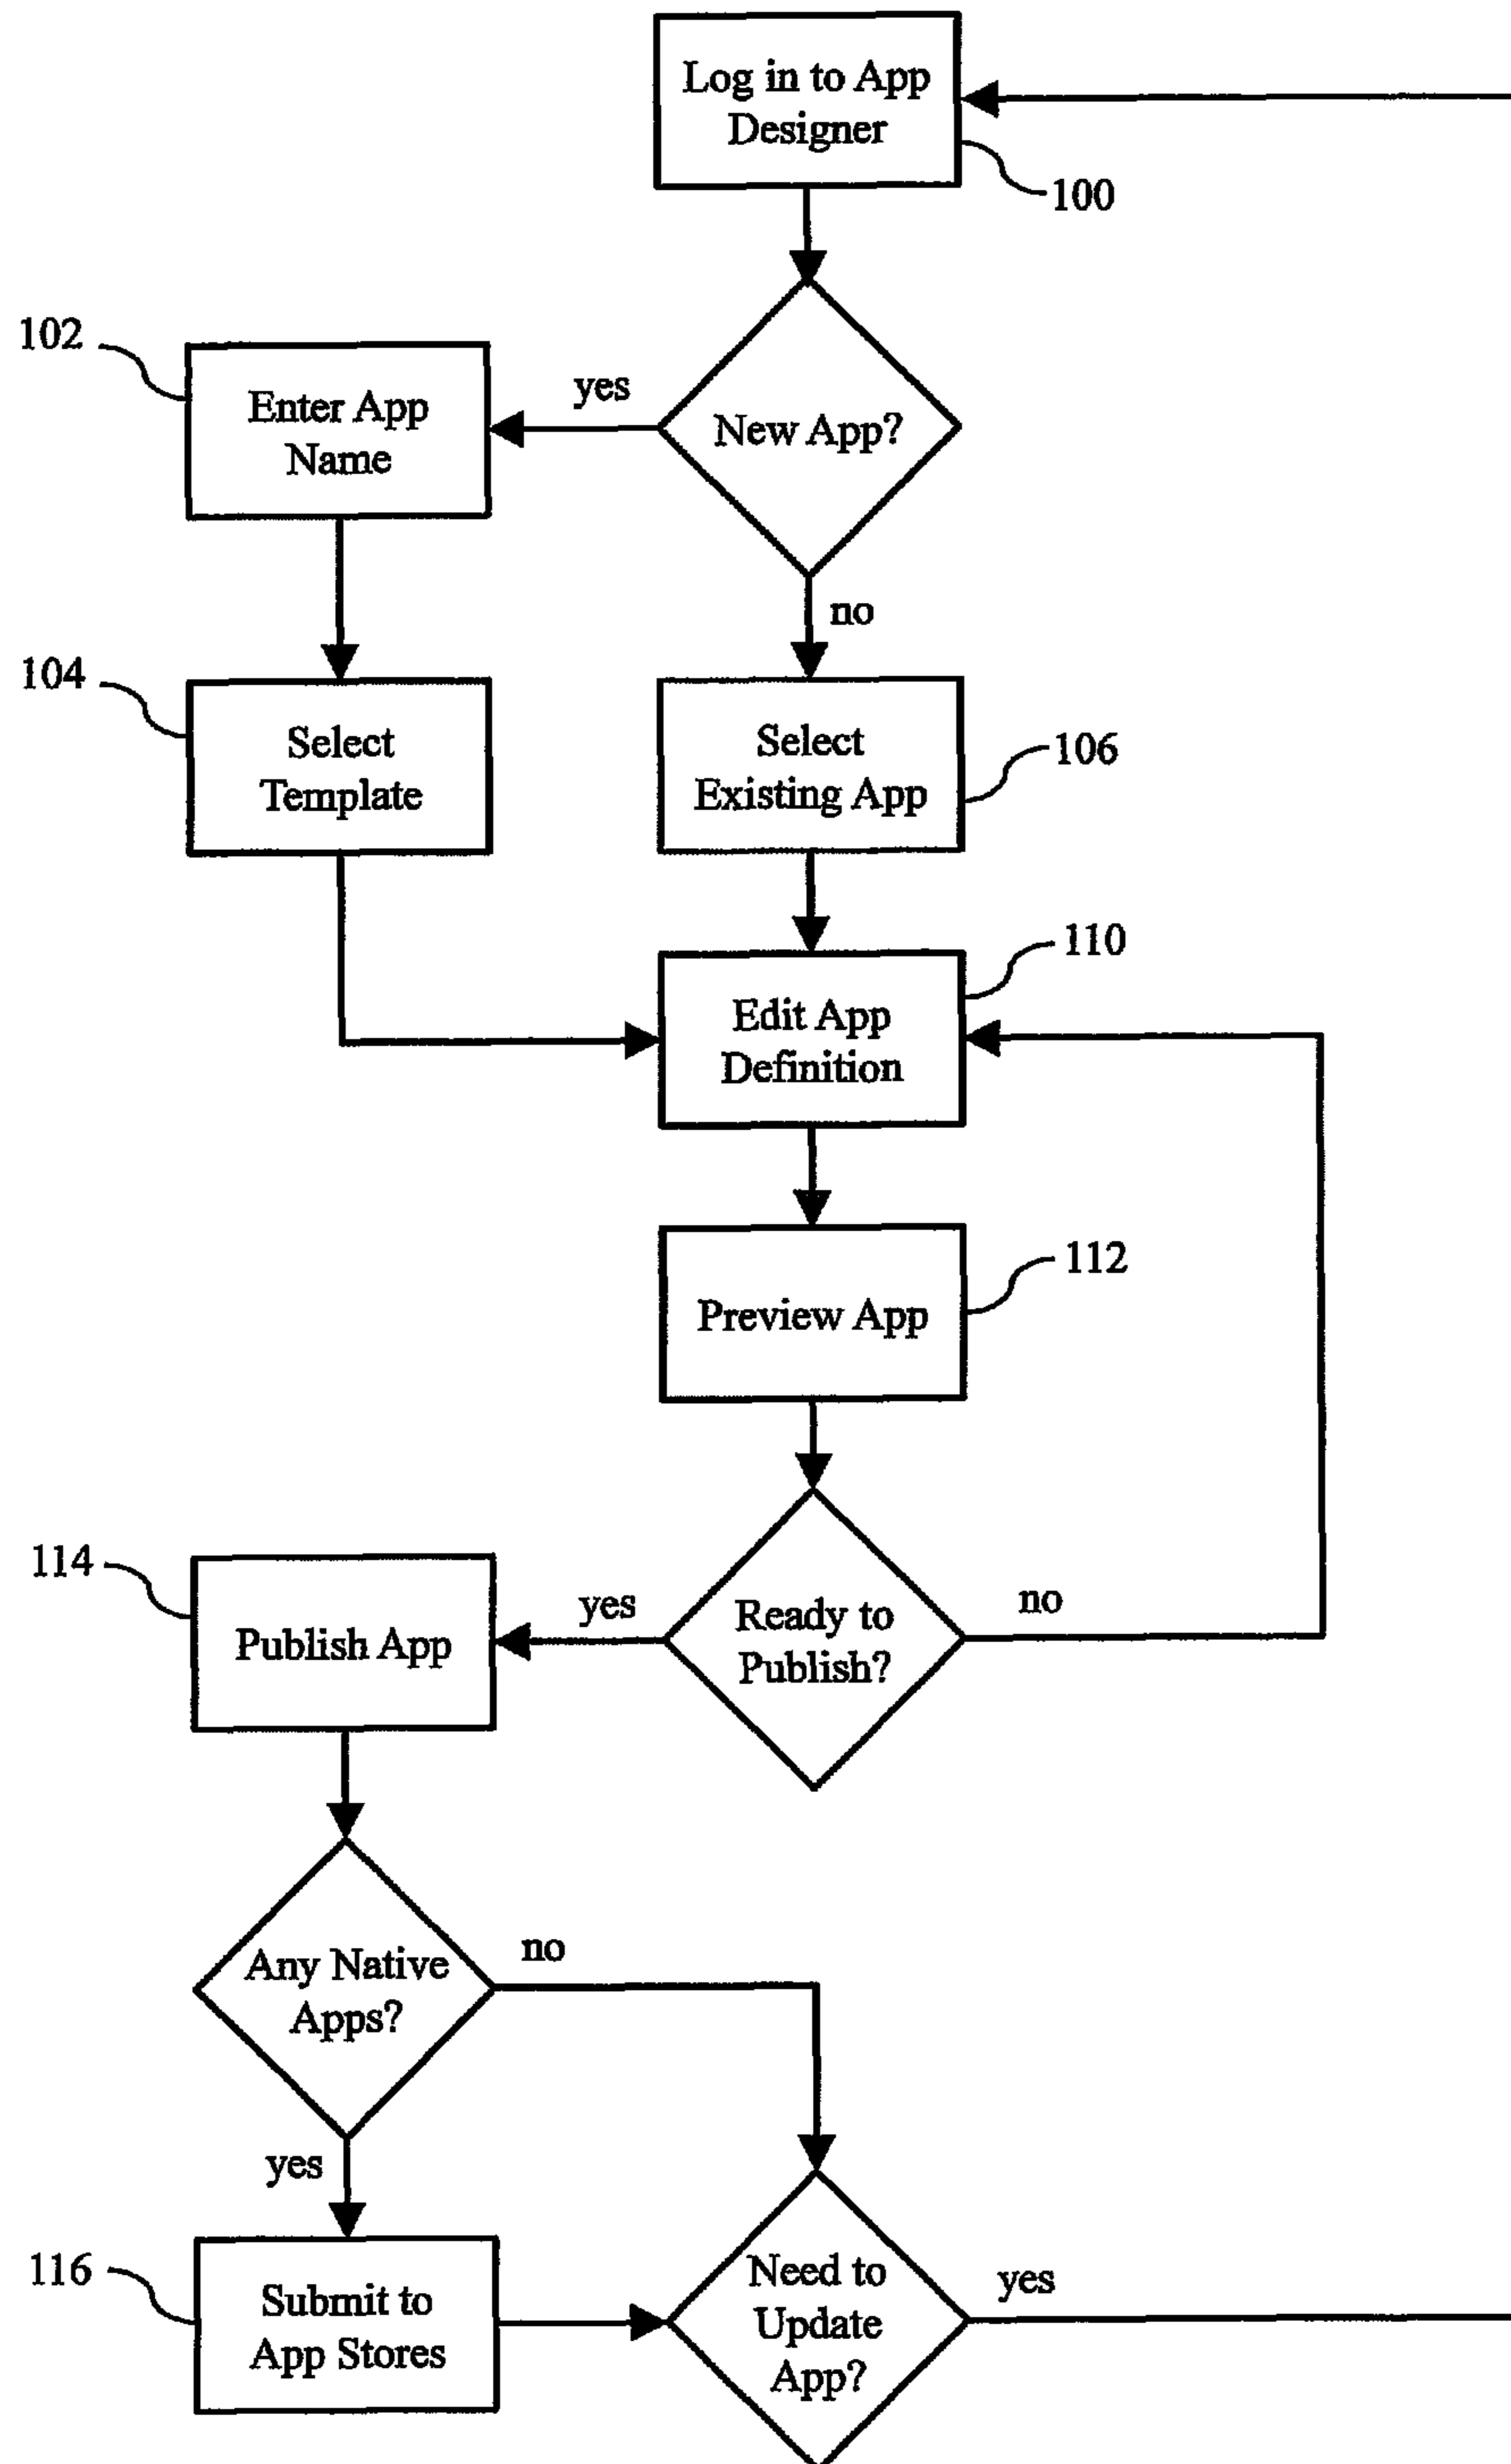 Log in to App
Designer
100
102
Enter App
Name
yes
New App?
no
104
Select
Template
Select
Existing App
106
110
Edit App
Definition
Preview App
112
114
Publish App
yes
Ready to
Publish?
no
Any Native
Apps?
no
yes
116
Submit to
App Stores
Need to
Update
App?
yes